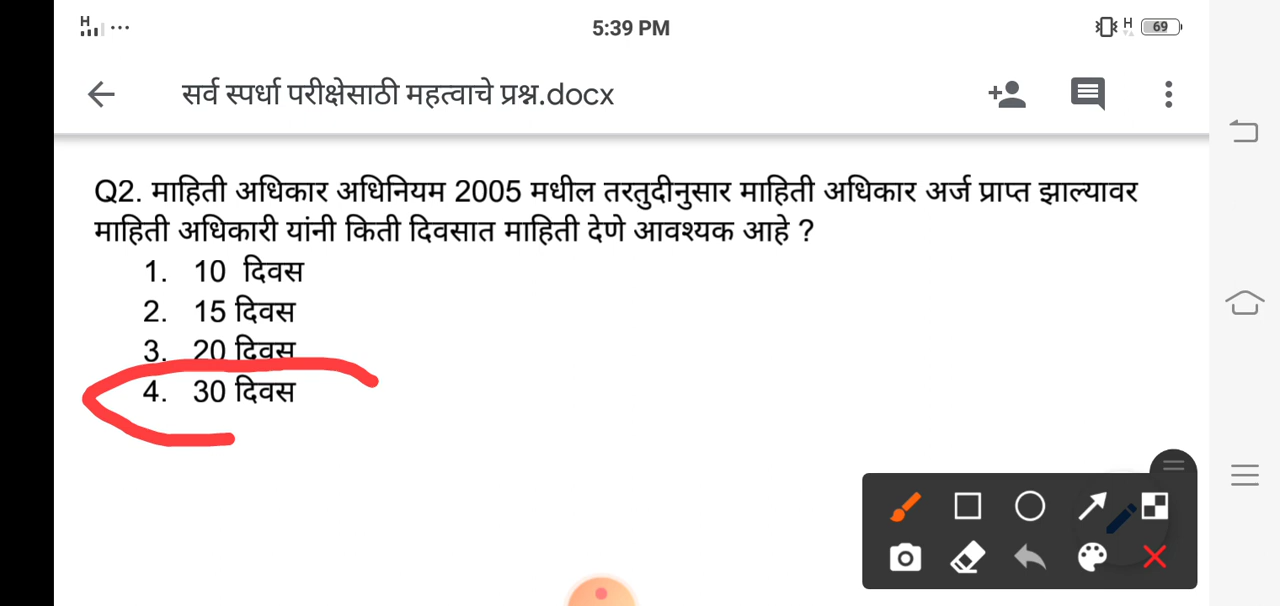 H 5:39 PM H 69
सर्व स्पर्धा परीक्षेसाठी महत्वाचे प्रश्न.docx
Q2. माहिती अधिकार अधिनियम 2005 मधील तरतुदीनुसार माहिती अधिकार अर्ज प्राप्त झाल्यावर
माहिती अधिकारी यांनी किती दिवसात माहिती देणे आवश्यक आहे ?
1. 10 दिवस
2. 15 दिवस
3. 20 दिवस
4. 30 दिवस